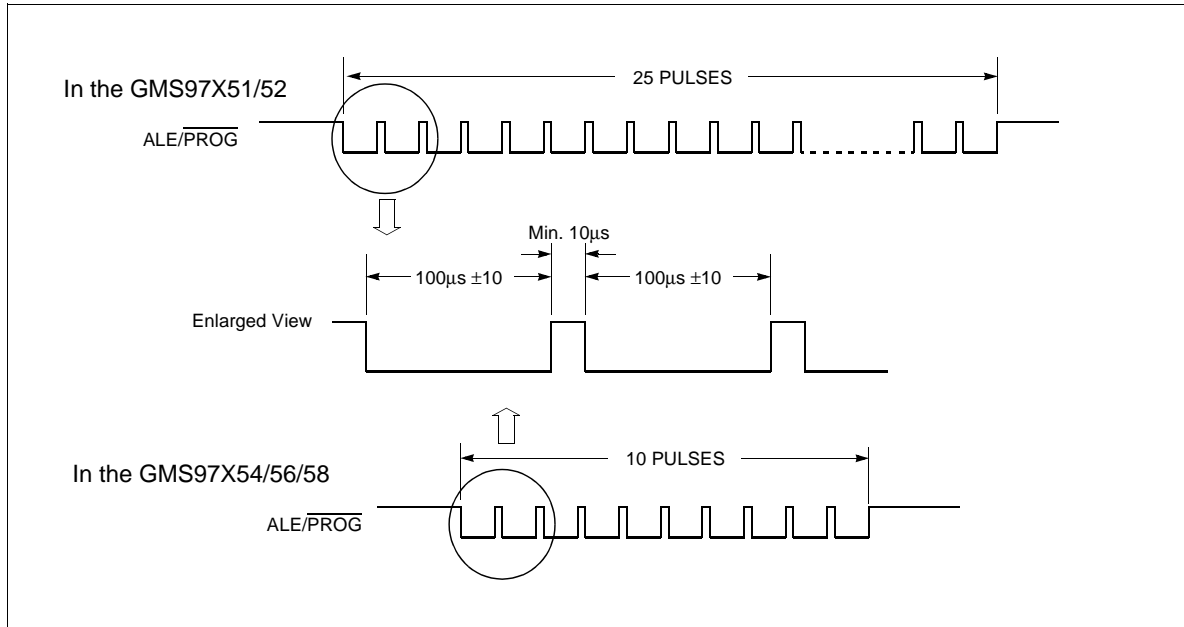 25 PULSES
In the GMS97X51/52
ALE/PROG
Min. 10µs
100µs ±10
100µs ±10
Enlarged View
10 PULSES
In the GMS97X54/56/58
ALE/PROG